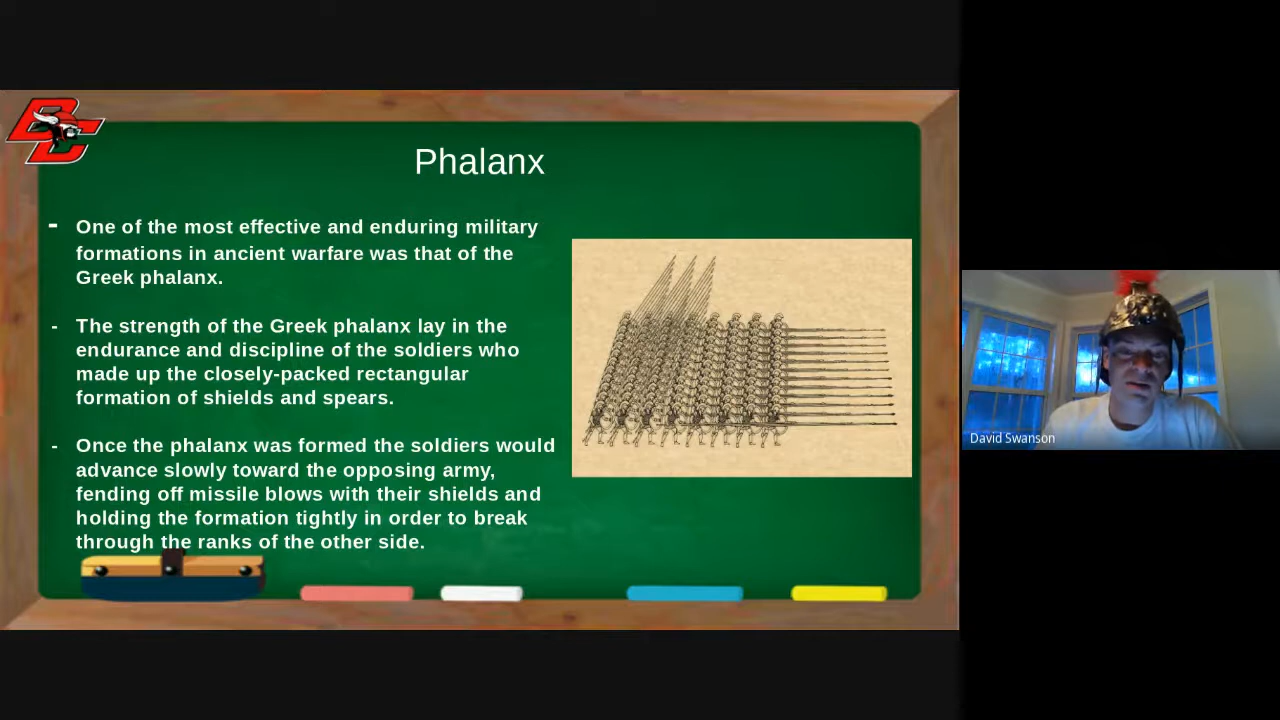 BC
Phalanx
- One of the most effective and enduring military
formations in ancient warfare was that of the
Greek phalanx.
- The strength of the Greek phalanx lay in the
endurance and discipline of the soldiers who
made up the closely-packed rectangular
formation of shields and spears.
- Once the phalanx was formed the soldiers would
advance slowly toward the opposing army,
fending off missile blows with their shields and
holding the formation tightly in order to break
through the ranks of the other side.
David Swanson